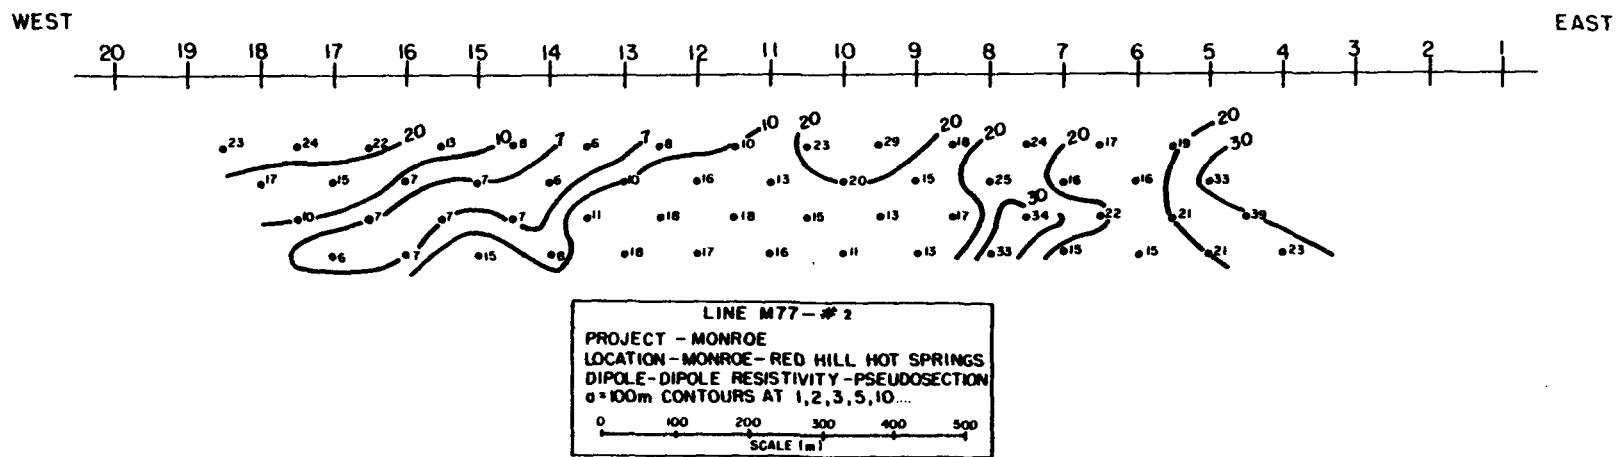 WEST EAST
20 19 18 17 16 15 14 13 12 11 10 9 8 7 6 5 4 3 2 1
10 20 20 20 20 20 30
20 10 7 7
23 24 22 13 8 6 8 10 23 29 18 24 17 19
17 15 7 7 6 10 16 13 20 15 25 16 16 33
30
10 7 7 7 11 18 18 15 13 17 34 22 21 39
6 7 15 8 18 17 16 11 13 33 15 15 21 23
LINE M77-# 2
PROJECT - MONROE
LOCATION-MONROE-RED HILL HOT SPRINGS
DIPOLE-DIPOLE RESISTIVITY-PSEUDOSECTION
a=100m CONTOURS AT 1,2,3,5,10....
0 100 200 300 400 500
SCALE (m)